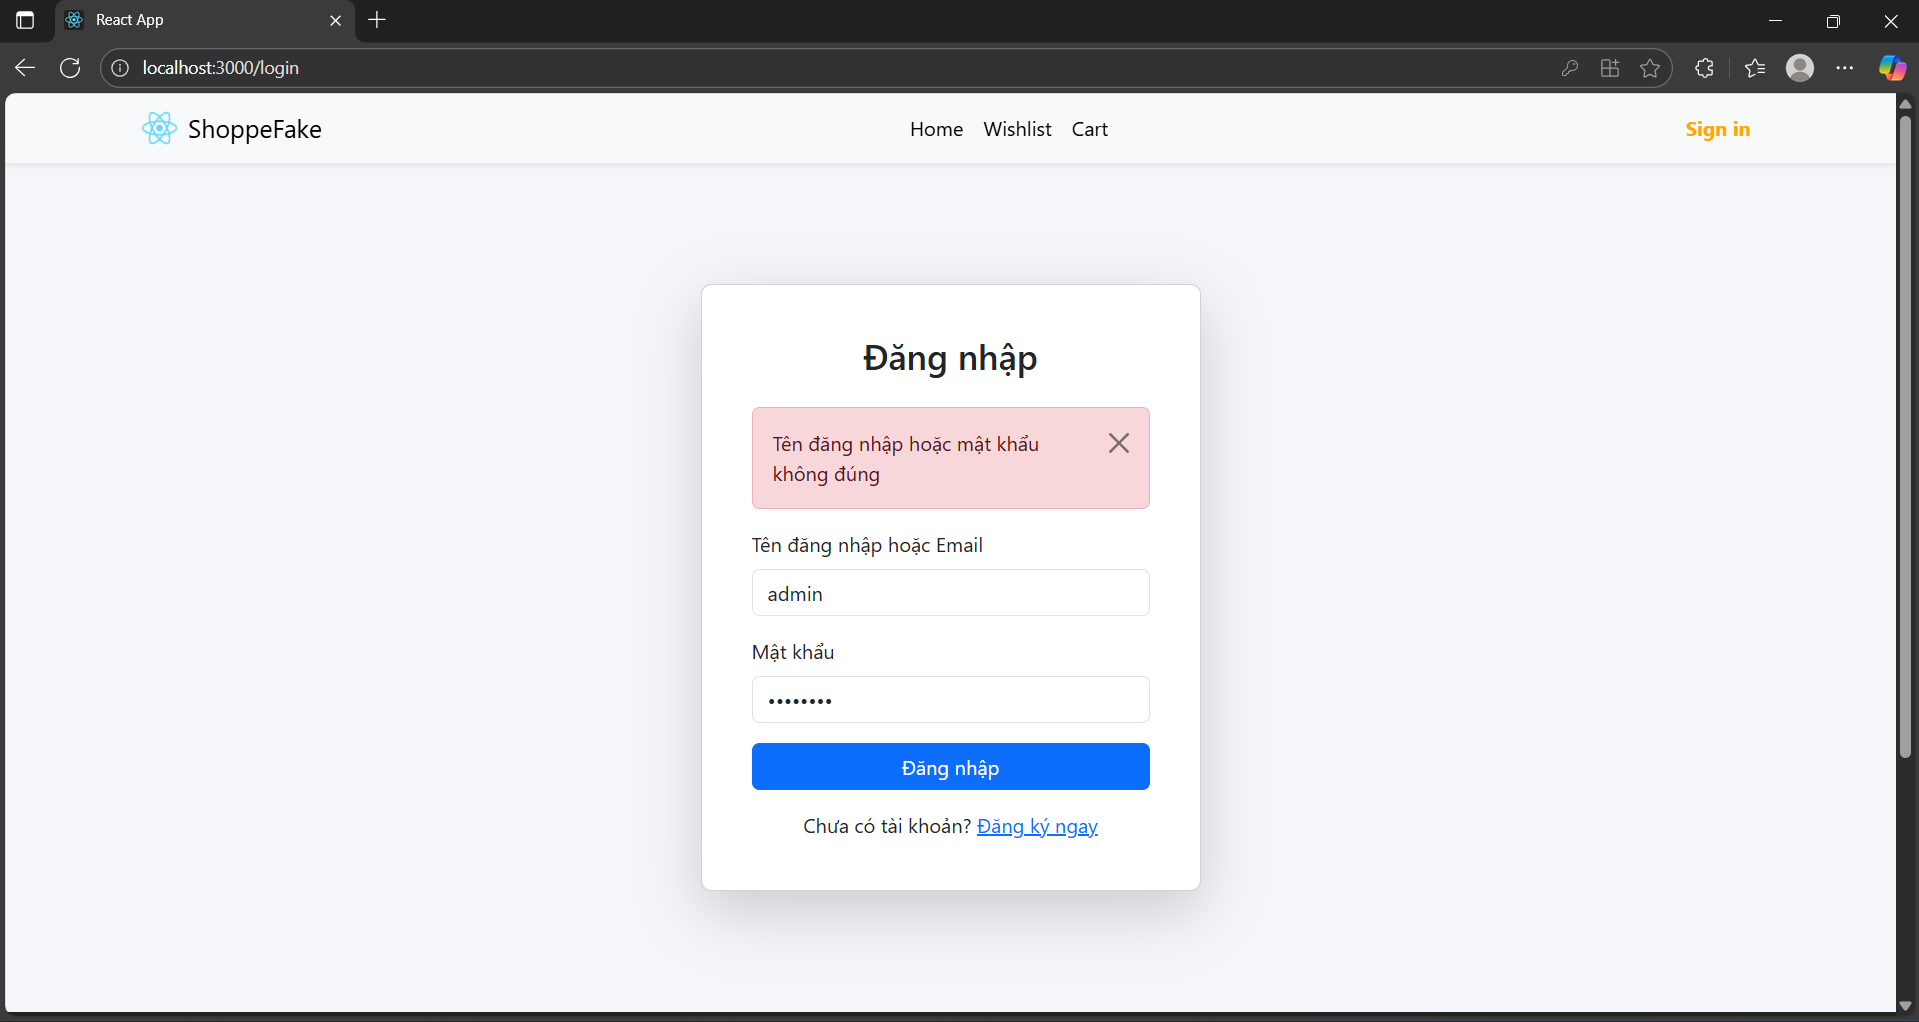 React App
localhost:3000/login
ShoppeFake
Home Wishlist Cart
Sign in
Đăng nhập
Tên đăng nhập hoặc mật khẩu
không đúng
Tên đăng nhập hoặc Email
admin
Mật khẩu
••••••••
Đăng nhập
Chưa có tài khoản? Đăng ký ngay